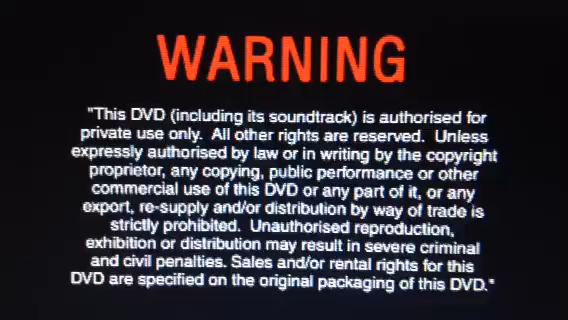 WARNING
"This DVD (including its soundtrack) is authorised for
private use only. All other rights are reserved. Unless
expressly authorised by law or in writing by the copyright
proprietor, any copying, public performance or other
commercial use of this DVD or any part of it, or any
export, re-supply and/or distribution by way of trade is
strictly prohibited. Unauthorised reproduction,
exhibition or distribution may result in severe criminal
and civil penalties. Sales and/or rental rights for this
DVD are specified on the original packaging of this DVD."